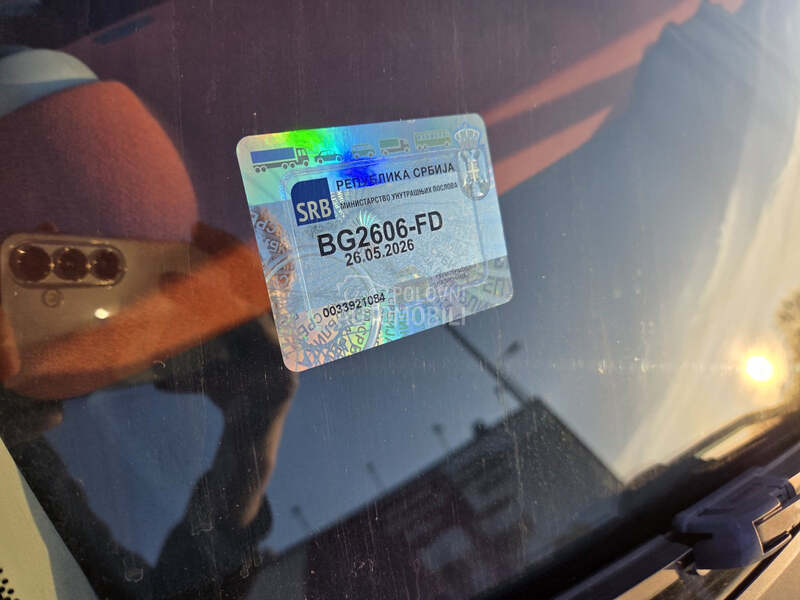 РЕПУБЛИКА СРБИЈА
МИНИСТАРСТВО УНУТРАШЊИХ ПОСЛОВА
SRB
BG2606-FD
26.05.2026
0033921084
POLOVNI
AUTOMOBILI